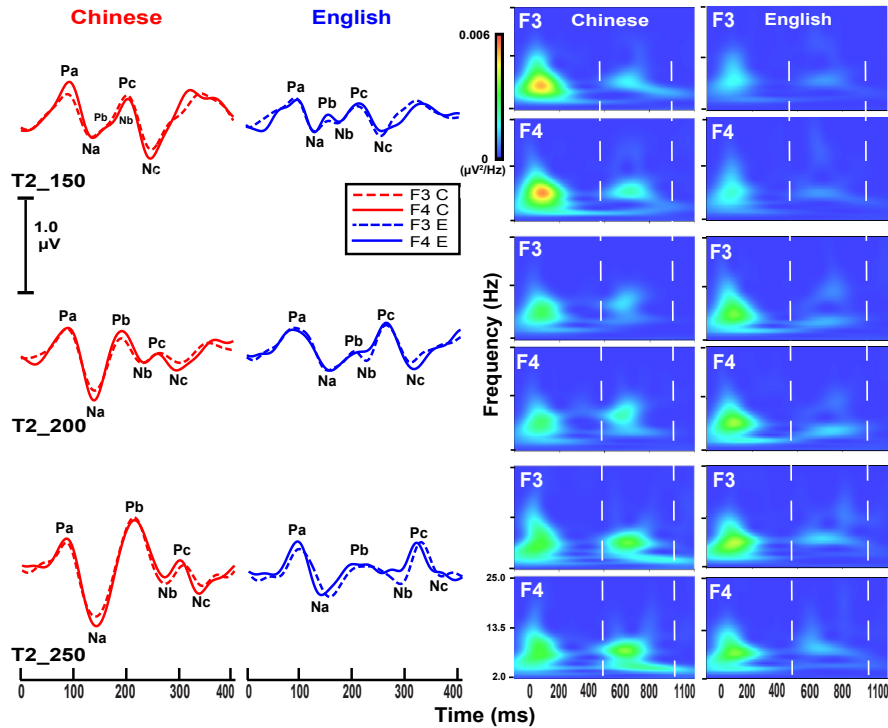 Chinese English
Pa Pc
Pb Nb
Na Nc
Pa Pb Pc
Na Nb Nc
T2_150
1.0
µV
F3 C
F4 C
F3 E
F4 E
Pa Pb
Pc
Nb
Na Nc
Pa Pb Pc
Na Nb Nc
T2_200
Pa Pb
Pc
Na Nb Nc
Pa Pb Pc
Na Nb Nc
T2_250
0 100 200 300 400
0 100 200 300 400
Time (ms)
0.006
0
(µV²/Hz)
Frequency (Hz)
F3 Chinese
F3 English
F4
F4
F3
F3
F4
F4
F3
F3
F4
F4
25.0
13.5
2.0
0 200 400 600 800 1100
0 200 400 600 800 1100